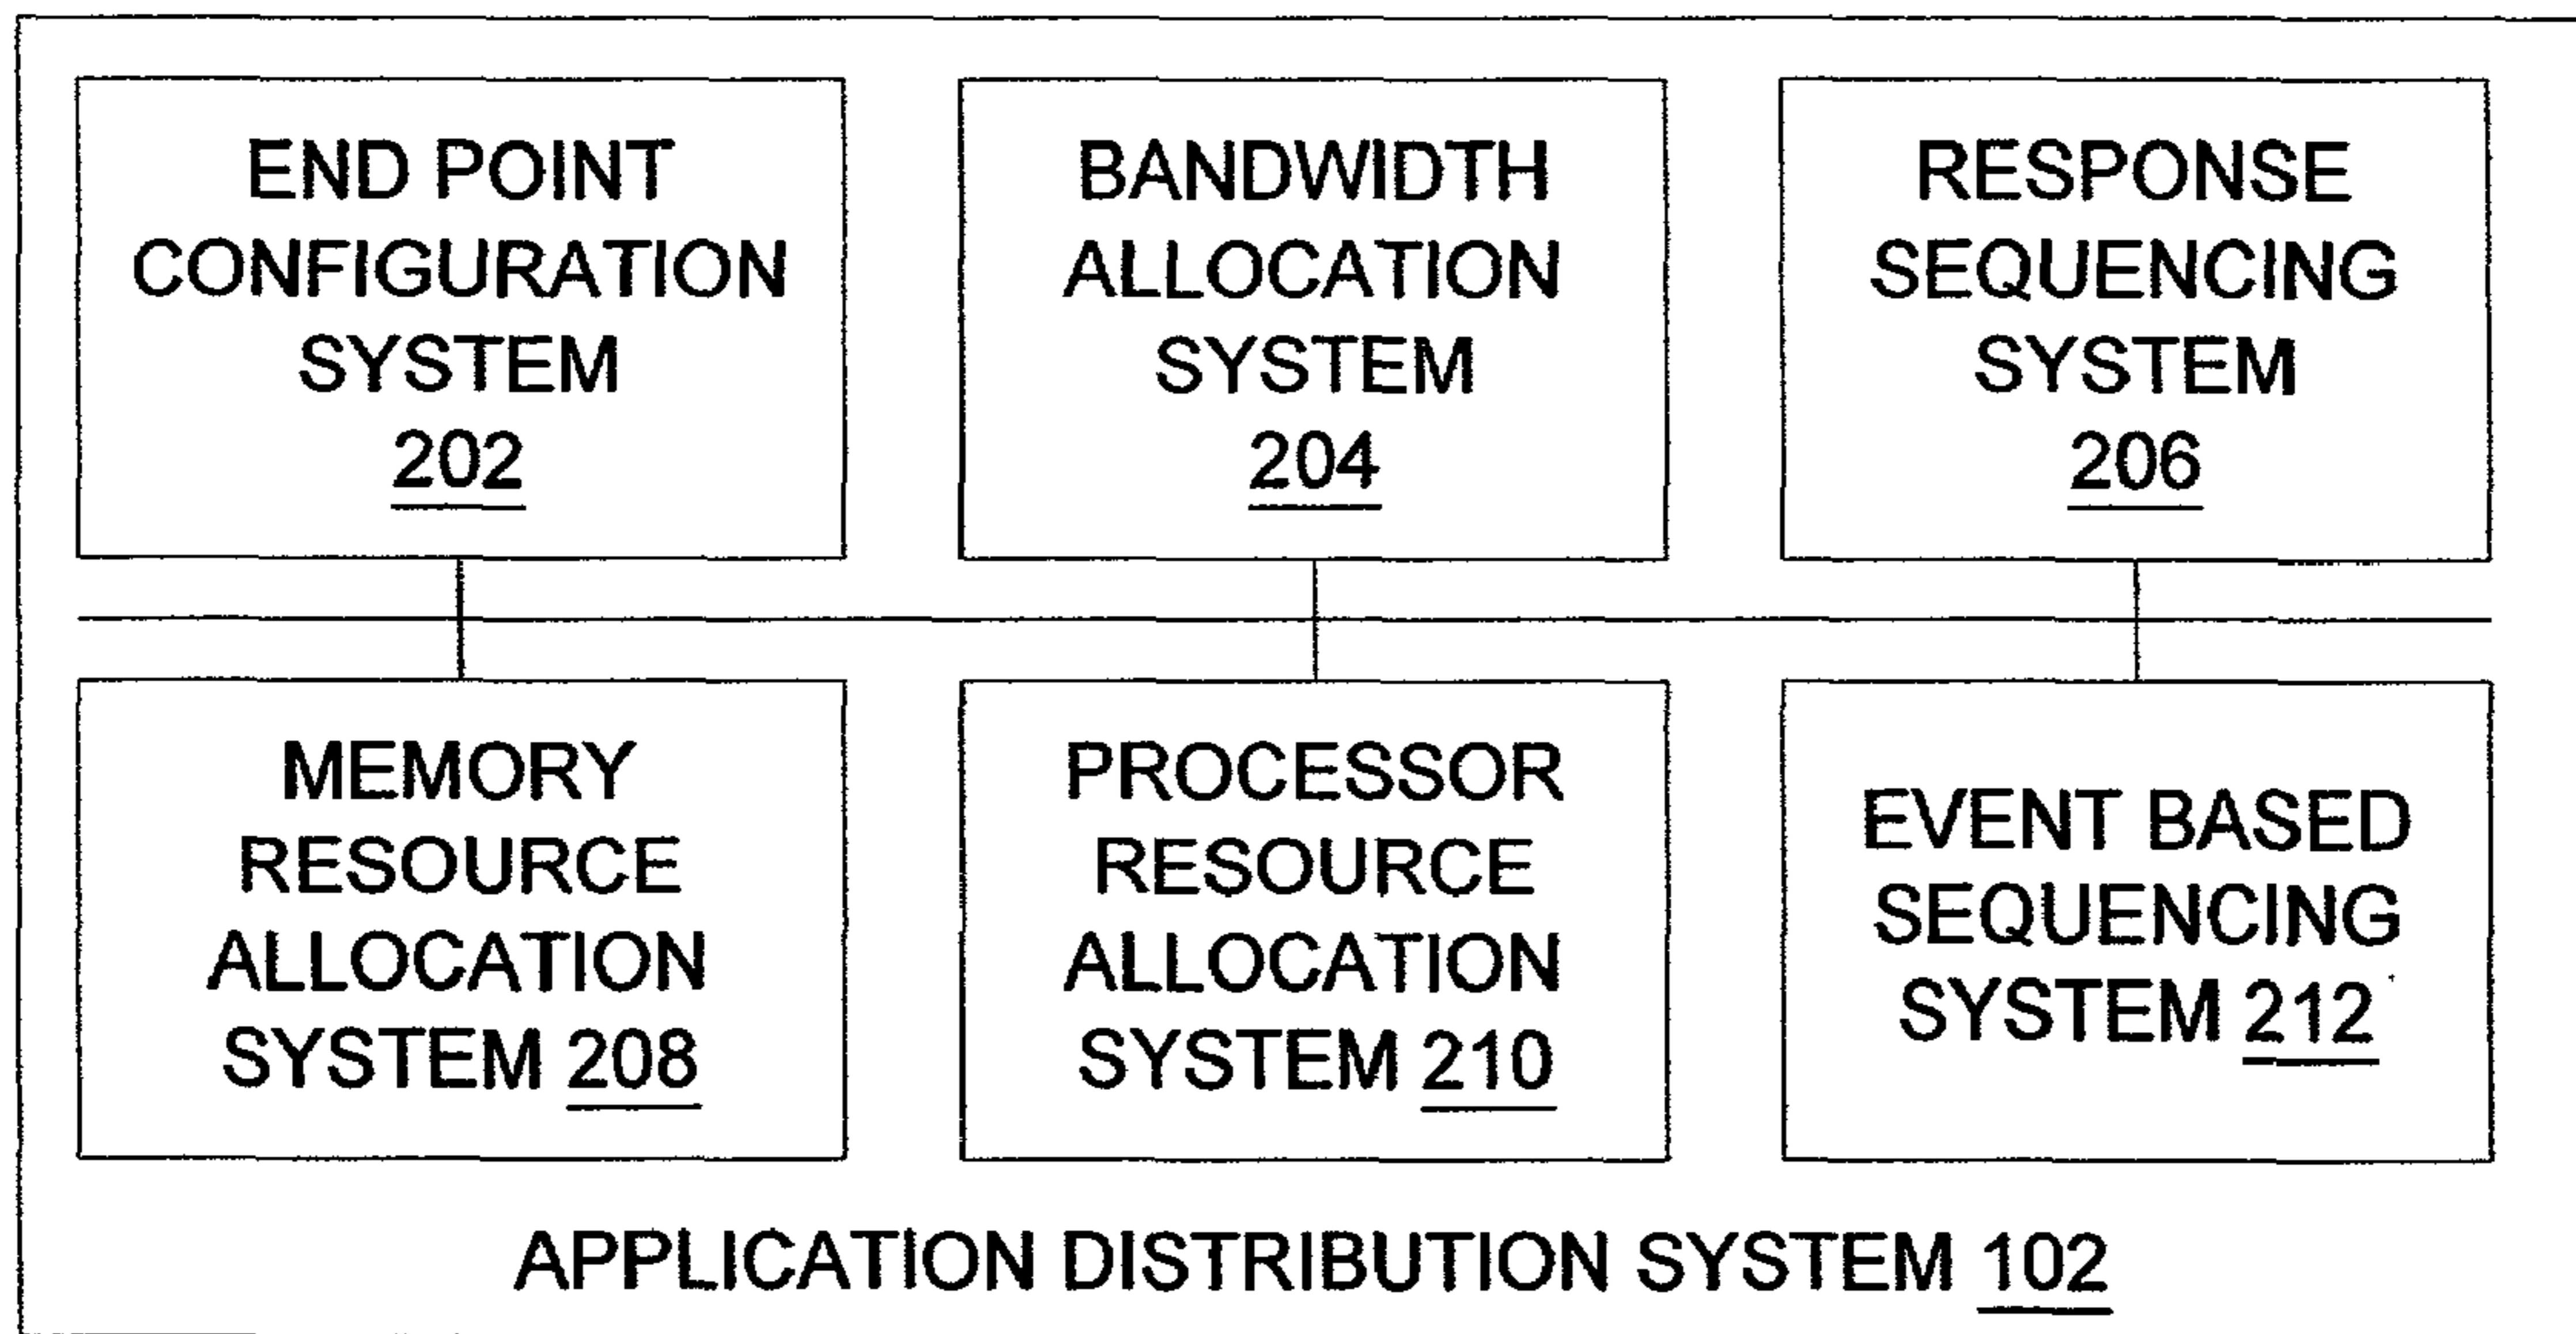 END POINT
CONFIGURATION
SYSTEM
202
BANDWIDTH
ALLOCATION
SYSTEM
204
RESPONSE
SEQUENCING
SYSTEM
206
MEMORY
RESOURCE
ALLOCATION
SYSTEM 208
PROCESSOR
RESOURCE
ALLOCATION
SYSTEM 210
EVENT BASED
SEQUENCING
SYSTEM 212
APPLICATION DISTRIBUTION SYSTEM 102